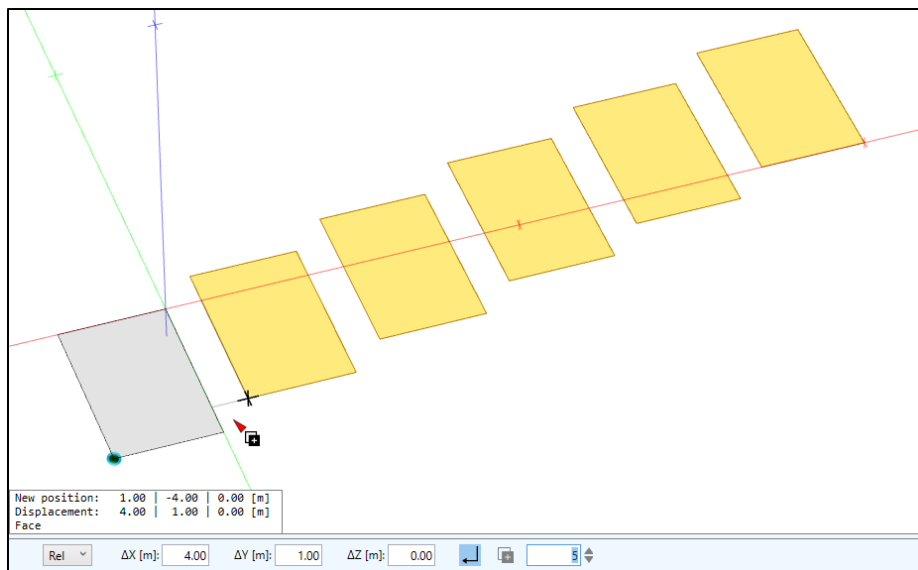 New position: 1.00 | -4.00 | 0.00 [m]
Displacement: 4.00 | 1.00 | 0.00 [m]
Face
Rel ΔX [m]: 4.00 ΔY [m]: 1.00 ΔZ [m]: 0.00 5